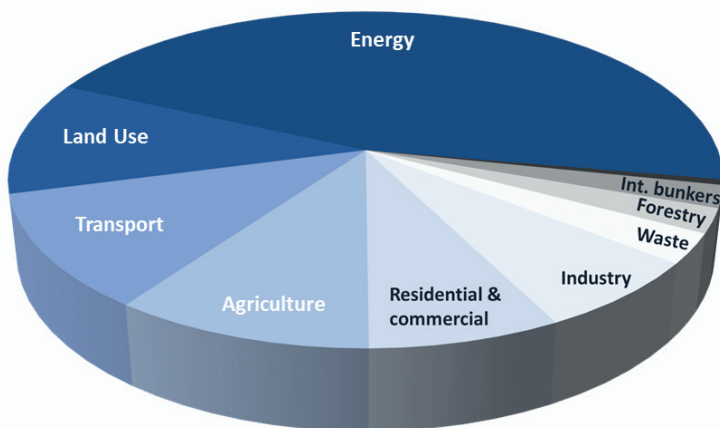 Energy
Land Use
Int. bunkers
Forestry
Transport
Waste
Industry
Agriculture
Residential &
commercial